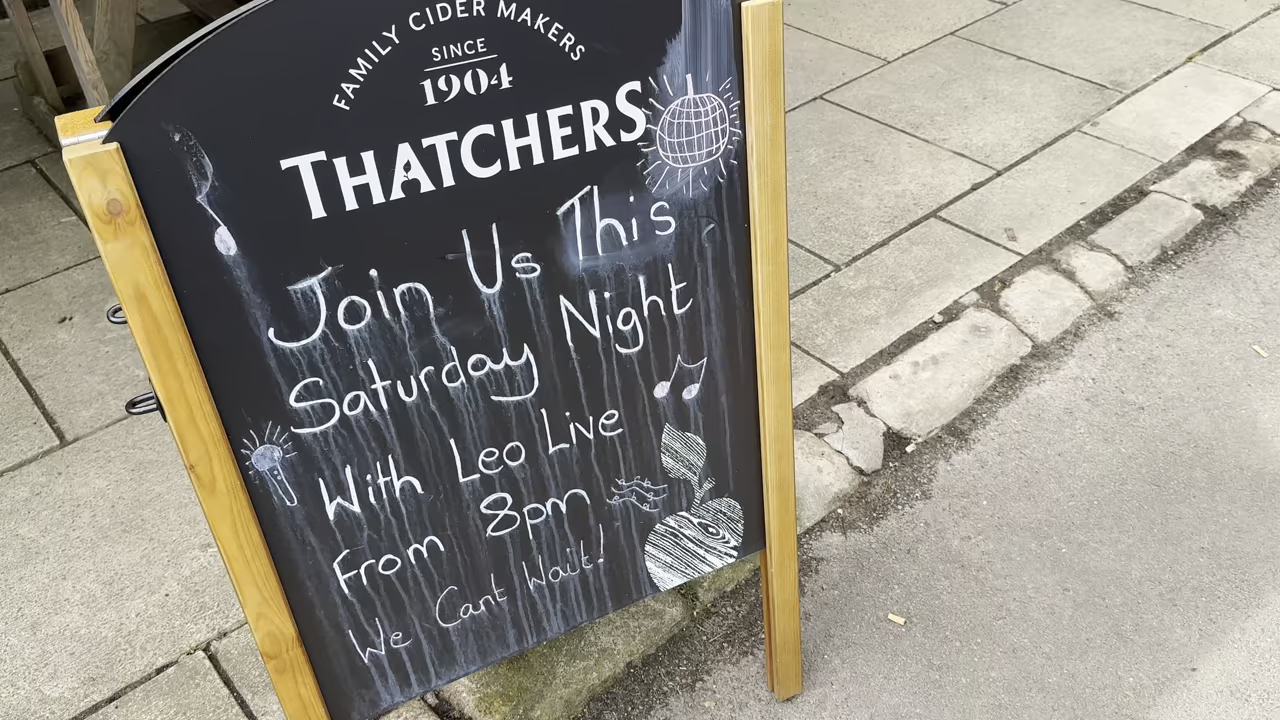 FAMILY CIDER MAKERS
SINCE
1904
THATCHERS
Join Us This
Saturday Night
With Leo Live
From 8pm
We Cant Wait!